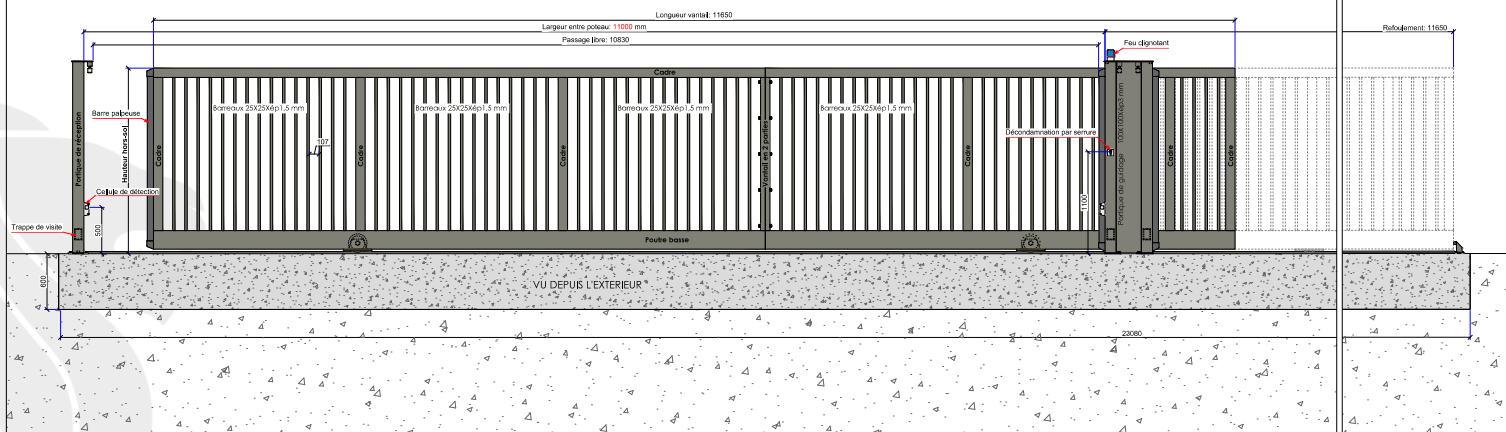 Longueur vantail: 11650
Largeur entre poteau: 11000 mm
Refoulement: 11650
Passage libre: 10830
Feu clignotant
Cadre
Barreaux 25X25Xép1,5 mm
Barreaux 25X25Xép1,5 mm
Barreaux 25X25Xép1,5 mm
Barreaux 25X25Xép1,5 mm
Barre palpeuse
Portique de réception
Hauteur hors-sol
Cadre
107
Cadre
Cadre
Vantail en 2 parties
Cadre
Décondamnation par serrure
Portique de guidage 100X100Xép3 mm
Cadre
Cadre
Cellule de détection
1100
Trappe de visite
500
Poutre basse
600
VU DEPUIS L'EXTERIEUR
23080